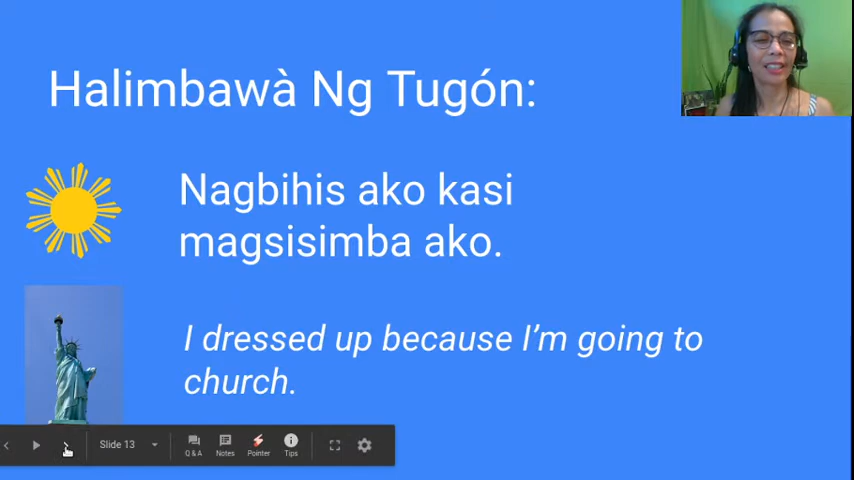 Halimbawà Ng Tugón:
Nagbihis ako kasi
magsisimba ako.
I dressed up because I’m going to
church.
Slide 13
Q & A
Notes
Pointer
Tips